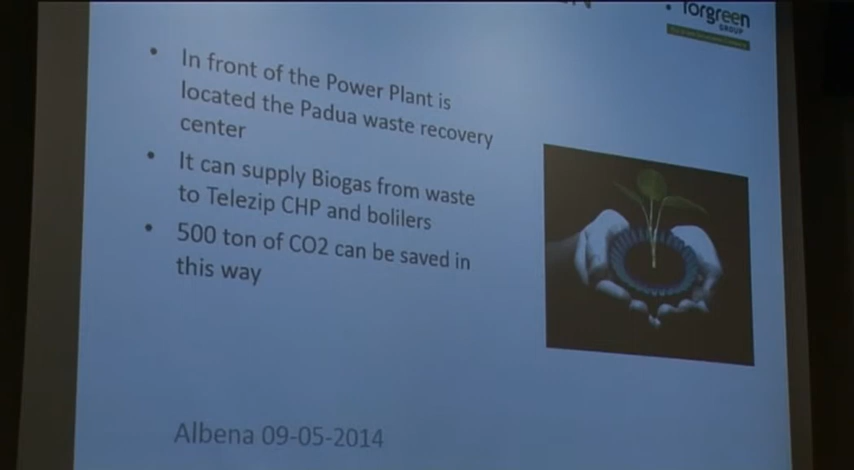 forgreen
GROUP
• In front of the Power Plant is
located the Padua waste recovery
center
• It can supply Biogas from waste
to Telezip CHP and bolilers
• 500 ton of CO2 can be saved in
this way
Albena 09-05-2014